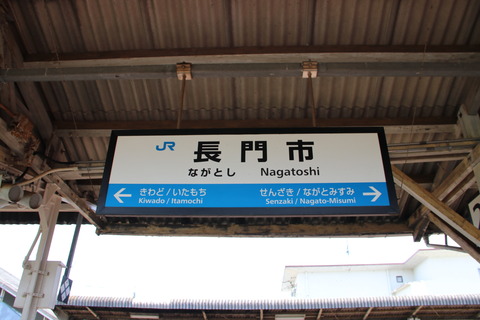 JR 長門市
ながとし Nagatoshi
← きわど/いたもち せんざき/ながとみすみ →
Kiwado / Itamochi Senzaki / Nagato-Misumi